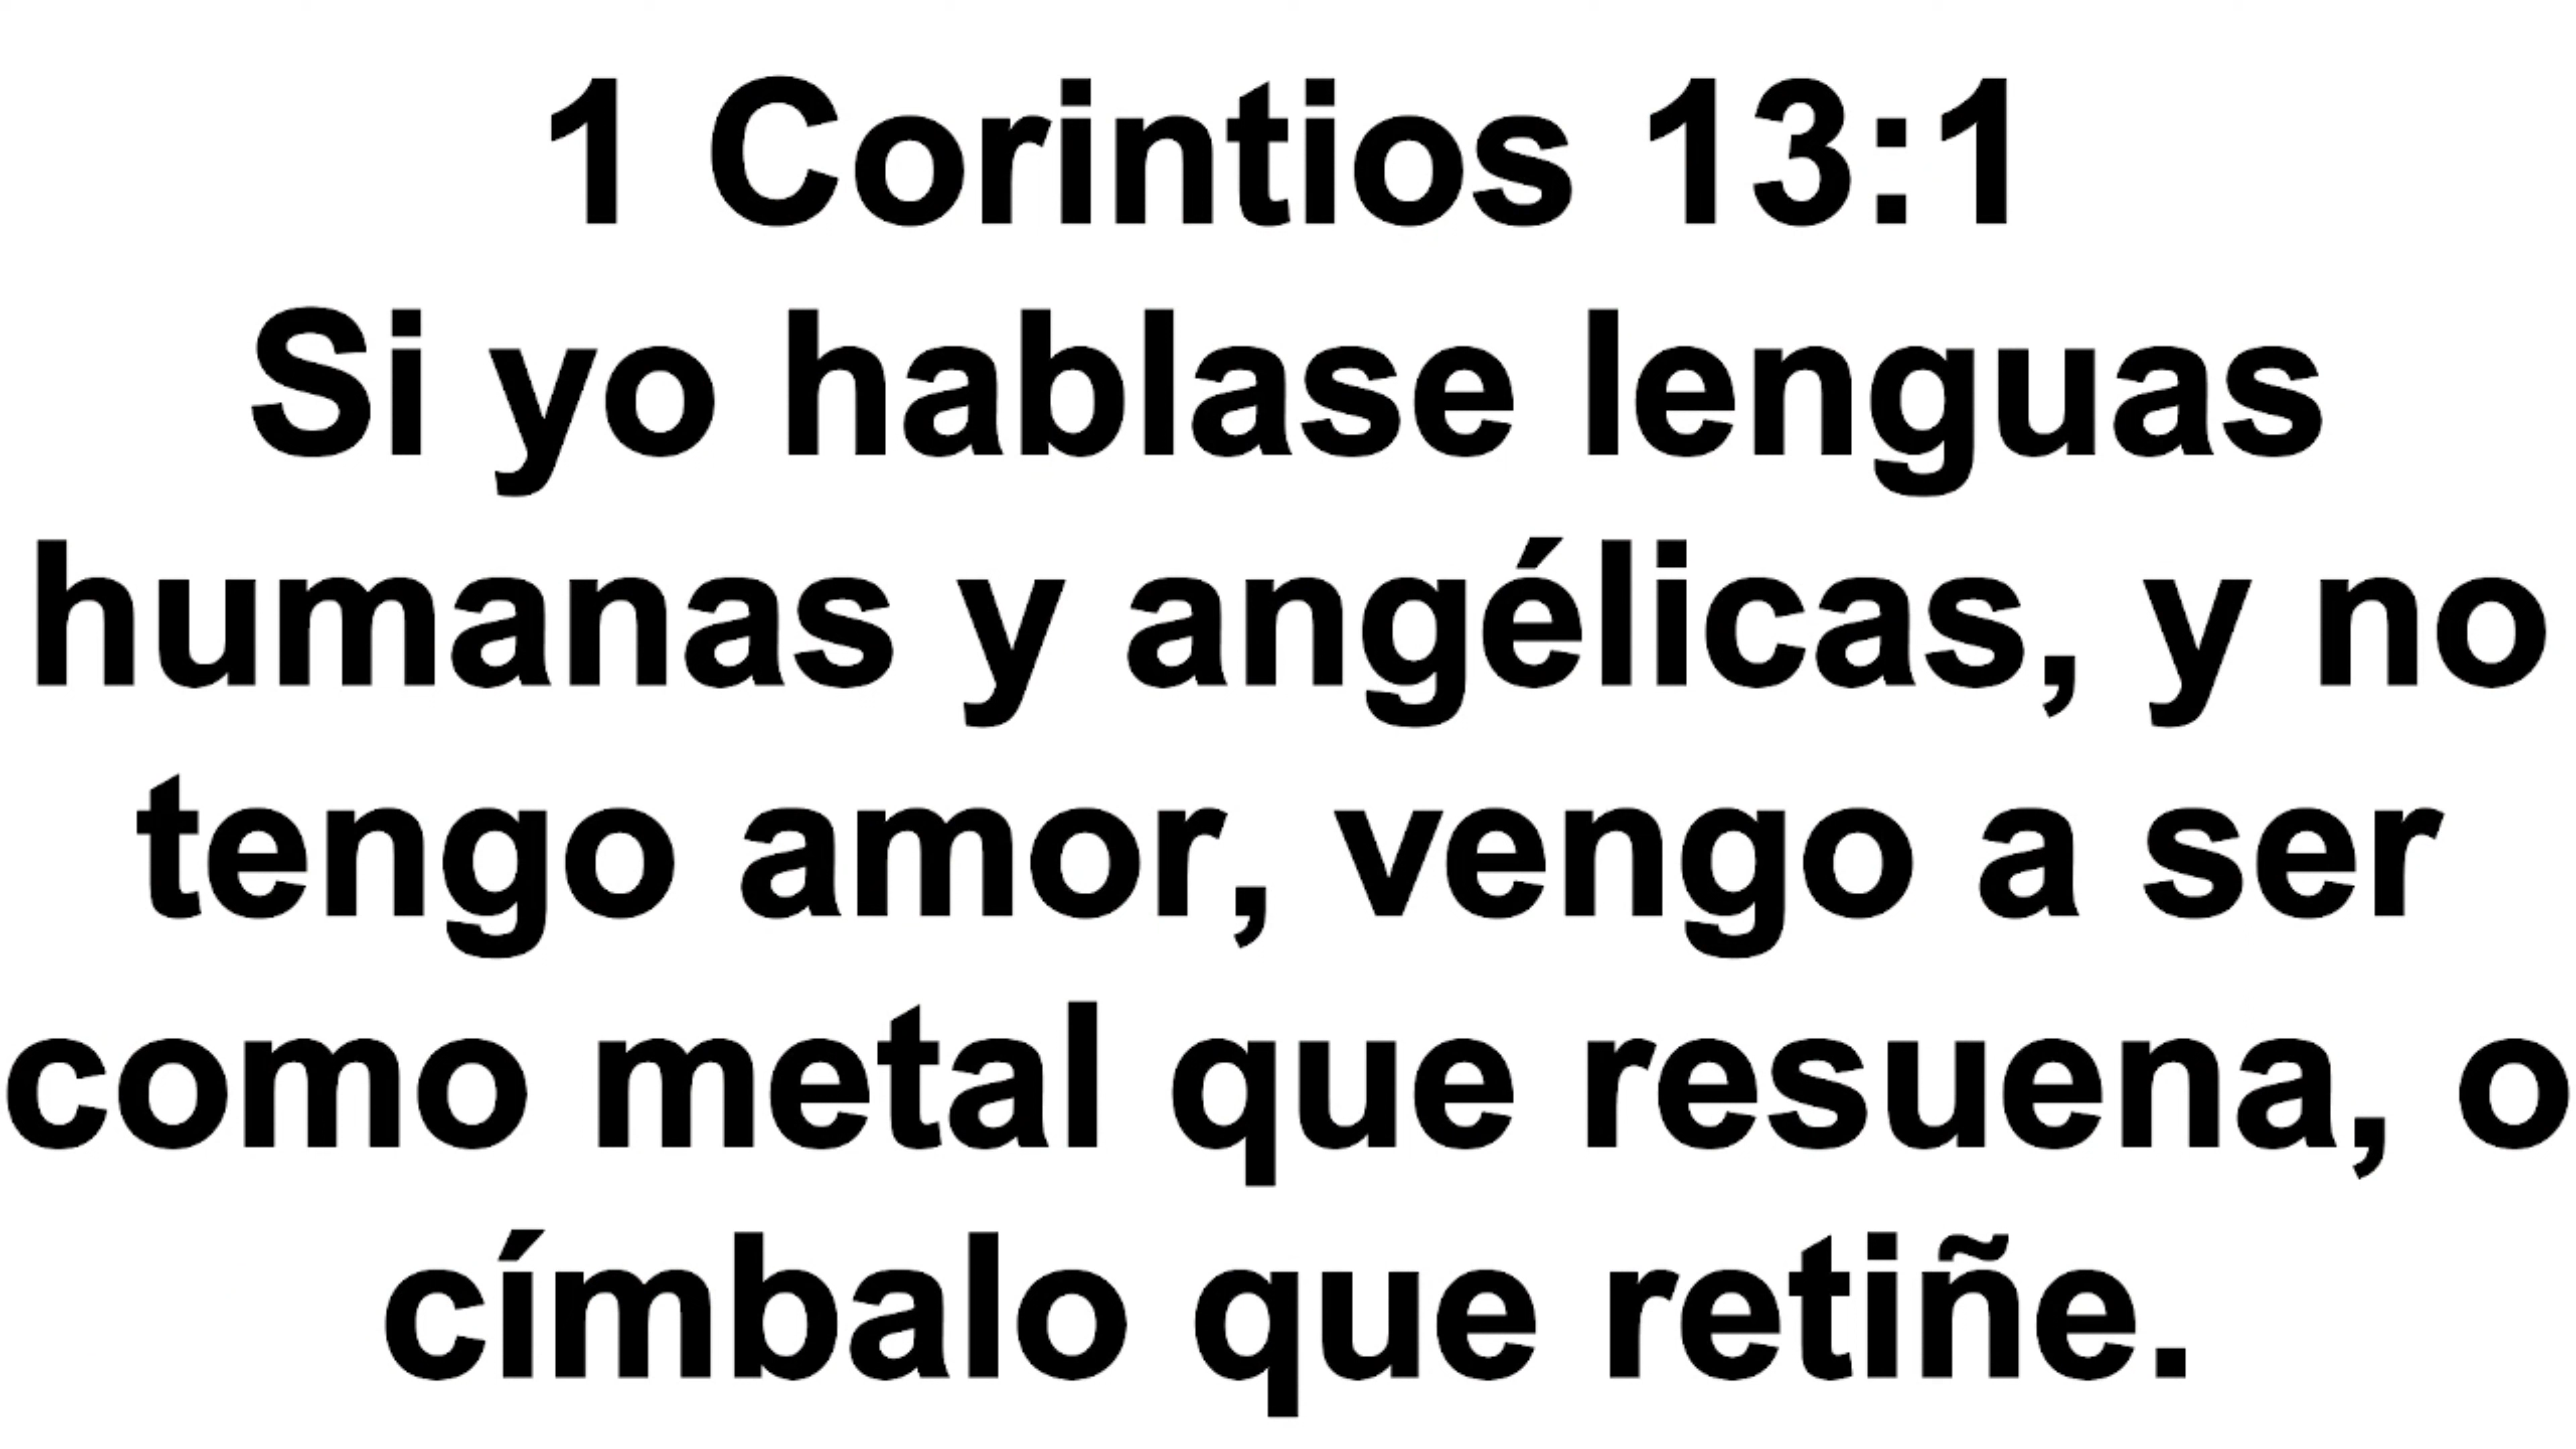 1 Corintios 13:1
Si yo hablase lenguas
humanas y angélicas, y no
tengo amor, vengo a ser
como metal que resuena, o
címbalo que retiñe.